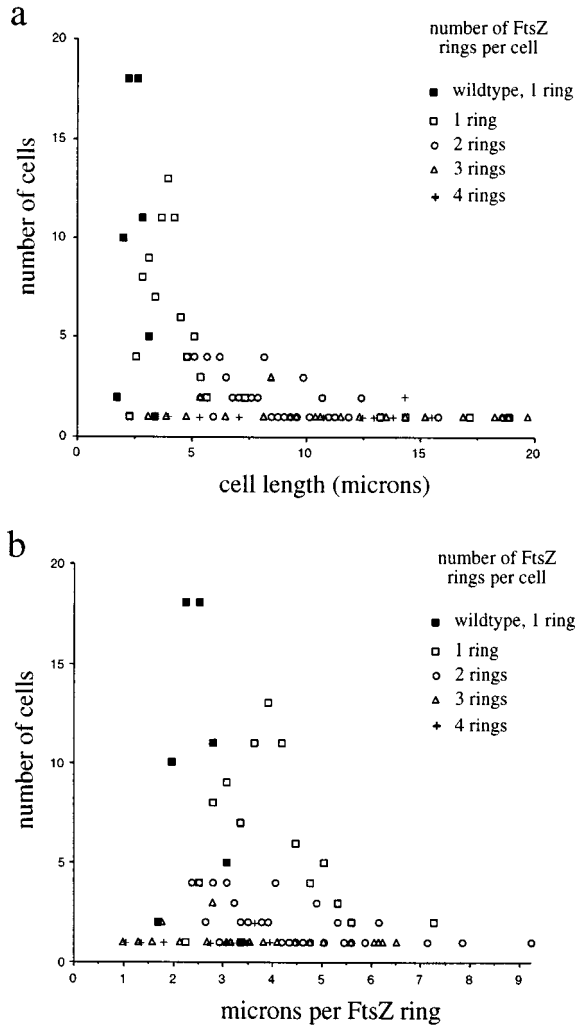 a
number of FtsZ
rings per cell
wildtype, 1 ring
1 ring
2 rings
3 rings
4 rings
number of cells
20
15
10
5
0
0
5
10
15
20
cell length (microns)
b
number of FtsZ
rings per cell
wildtype, 1 ring
1 ring
2 rings
3 rings
4 rings
number of cells
20
15
10
5
0
0
1
2
3
4
5
6
7
8
9
microns per FtsZ ring